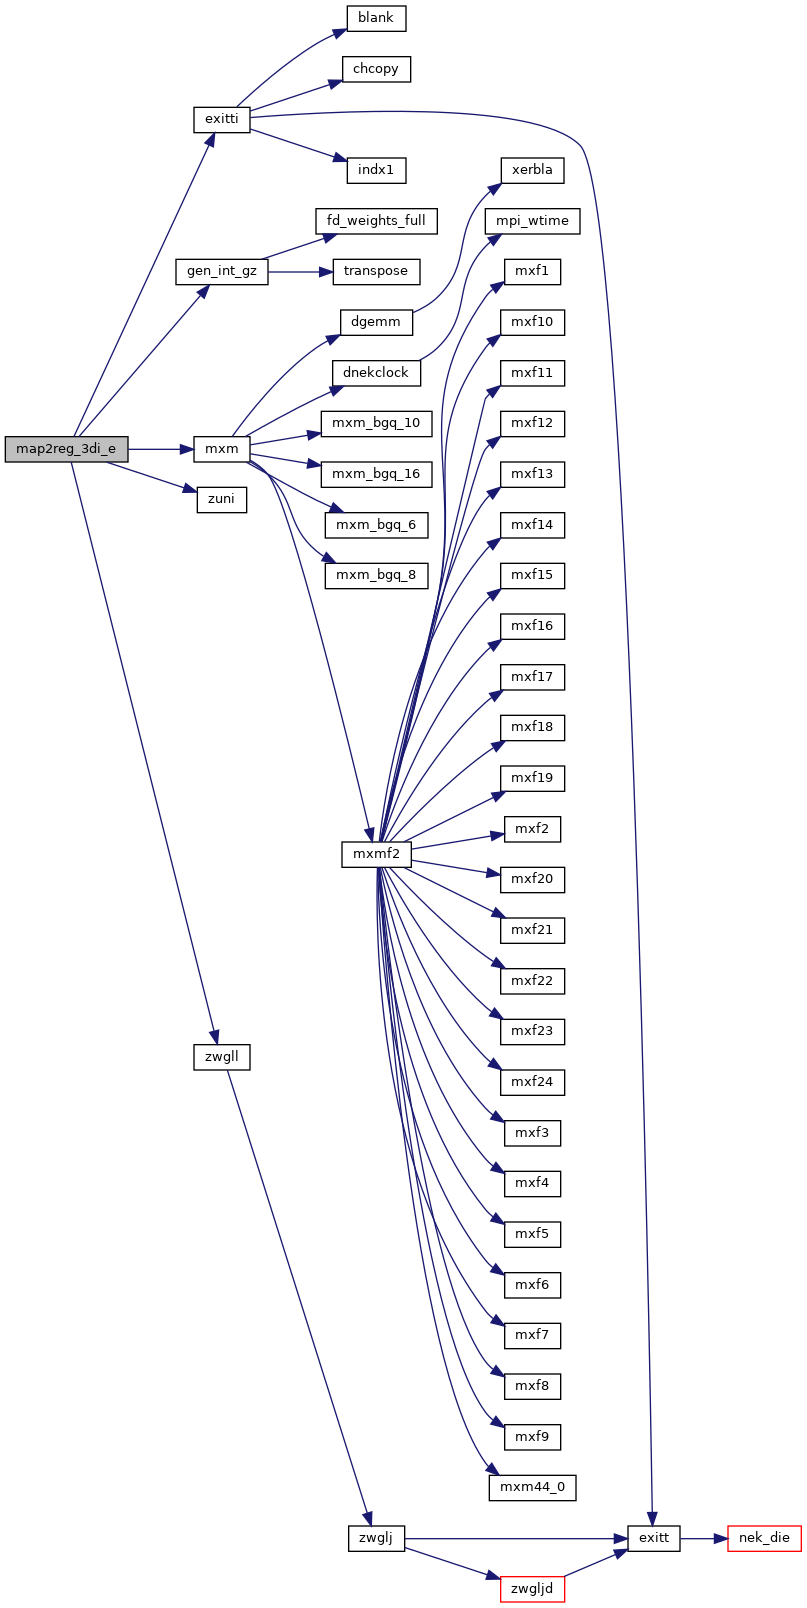 blank
chcopy
exitti
indx1
xerbla
fd_weights_full
mpi_wtime
gen_int_gz
transpose
mxf1
dgemm
mxf10
dnekclock
mxf11
mxm_bgq_10
mxf12
map2reg_3di_e
mxm
mxm_bgq_16
mxf13
zuni
mxm_bgq_6
mxf14
mxm_bgq_8
mxf15
mxf16
mxf17
mxf18
mxf19
mxf2
mxmf2
mxf20
mxf21
mxf22
mxf23
zwgll
mxf24
mxf3
mxf4
mxf5
mxf6
mxf7
mxf8
mxf9
mxm44_0
zwglj
exitt
nek_die
zwgljd